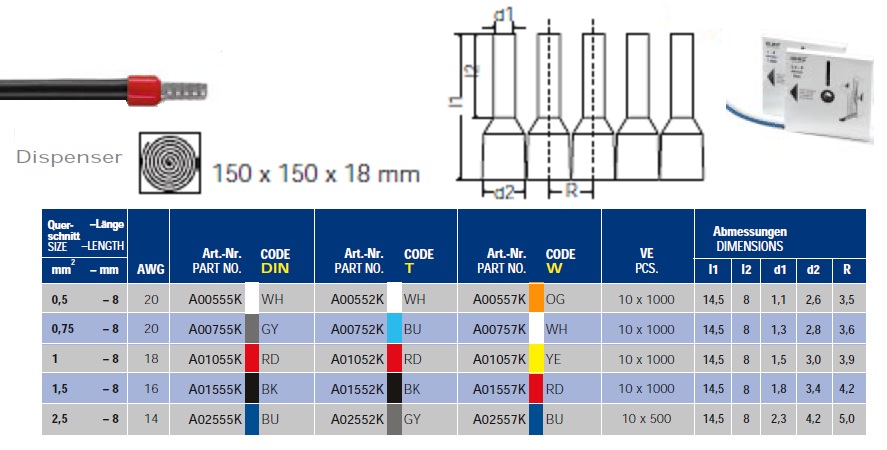 d1
l2
l1
d2
R
Dispenser
150 x 150 x 18 mm
Quer- –Länge
schnitt
SIZE –LENGTH
mm² – mm
AWG
Art.-Nr. CODE
PART NO. DIN
Art.-Nr. CODE
PART NO. T
Art.-Nr. CODE
PART NO. W
VE
PCS.
Abmessungen
DIMENSIONS
l1 l2 d1 d2 R
0,5 – 8 20 A00555K WH A00552K WH A00557K OG 10 x 1000 14,5 8 1,1 2,6 3,5
0,75 – 8 20 A00755K GY A00752K BU A00757K WH 10 x 1000 14,5 8 1,3 2,8 3,6
1 – 8 18 A01055K RD A01052K RD A01057K YE 10 x 1000 14,5 8 1,5 3,0 3,9
1,5 – 8 16 A01555K BK A01552K BK A01557K RD 10 x 1000 14,5 8 1,8 3,4 4,2
2,5 – 8 14 A02555K BU A02552K GY A02557K BU 10 x 500 14,5 8 2,3 4,2 5,0